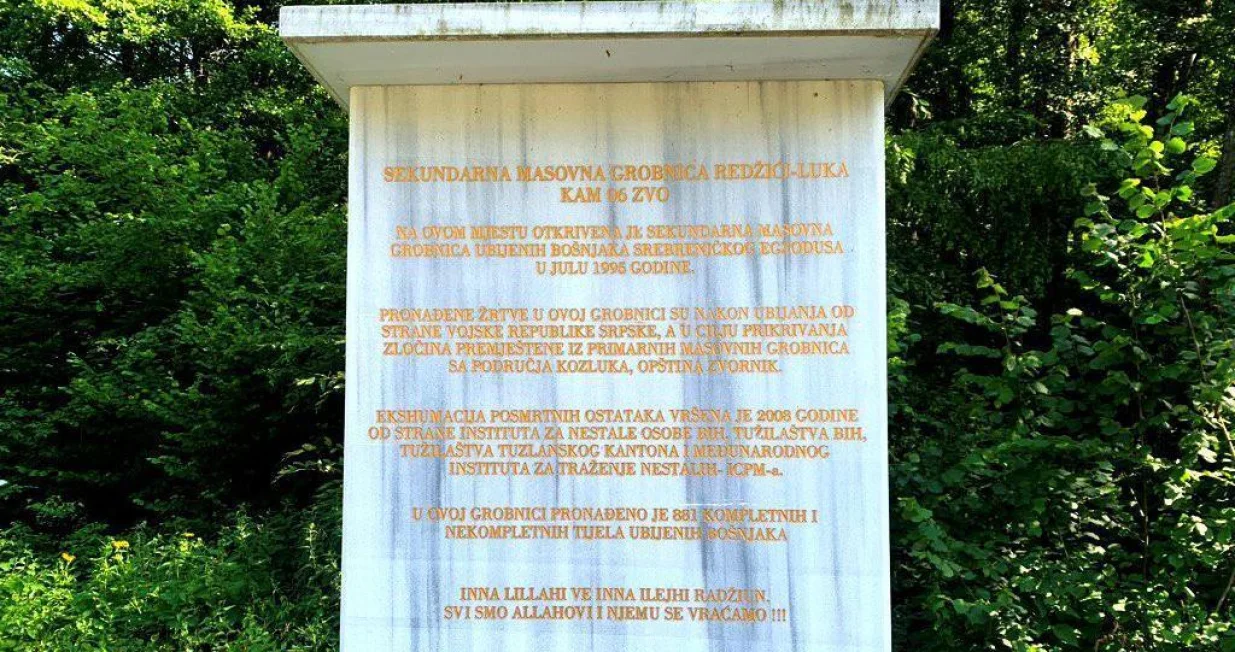 SEKUNDARNA MASOVNA GROBNICA REDŽIĆI-LUKA
KAM 06 ZVO
NA OVOM MJESTU OTKRIVENA JE SEKUNDARNA MASOVNA
GROBNICA UBIJENIH BOŠNJAKA SREBRENIČKOG EGZODUSA
U JULU 1995 GODINE.
PRONAĐENE ŽRTVE U OVOJ GROBNICI SU NAKON UBIJANJA OD
STRANE VOJSKE REPUBLIKE SRPSKE, A U CILJU PRIKRIVANJA
ZLOČINA PREMJEŠTENE IZ PRIMARNIH MASOVNIH GROBNICA
SA PODRUČJA KOZLUKA, OPŠTINA ZVORNIK.
EKSHUMACIJA POSMRTNIH OSTATAKA VRŠENA JE 2008 GODINE
OD STRANE INSTITUTA ZA NESTALE OSOBE BIH, TUŽILAŠTVA BIH,
TUŽILAŠTVA TUZLANSKOG KANTONA I MEĐUNARODNOG
INSTITUTA ZA TRAŽENJE NESTALIH- ICPM-a.
U OVOJ GROBNICI PRONAĐENO JE KOMPLETNIH I
NEKOMPLETNIH TIJELA UBIJENIH BOŠNJAKA
INNA LILLAHI VE INNA ILEJHI RADŽIUN.
SVI SMO ALLAHOVI I NJEMU SE VRAĆAMO !!!